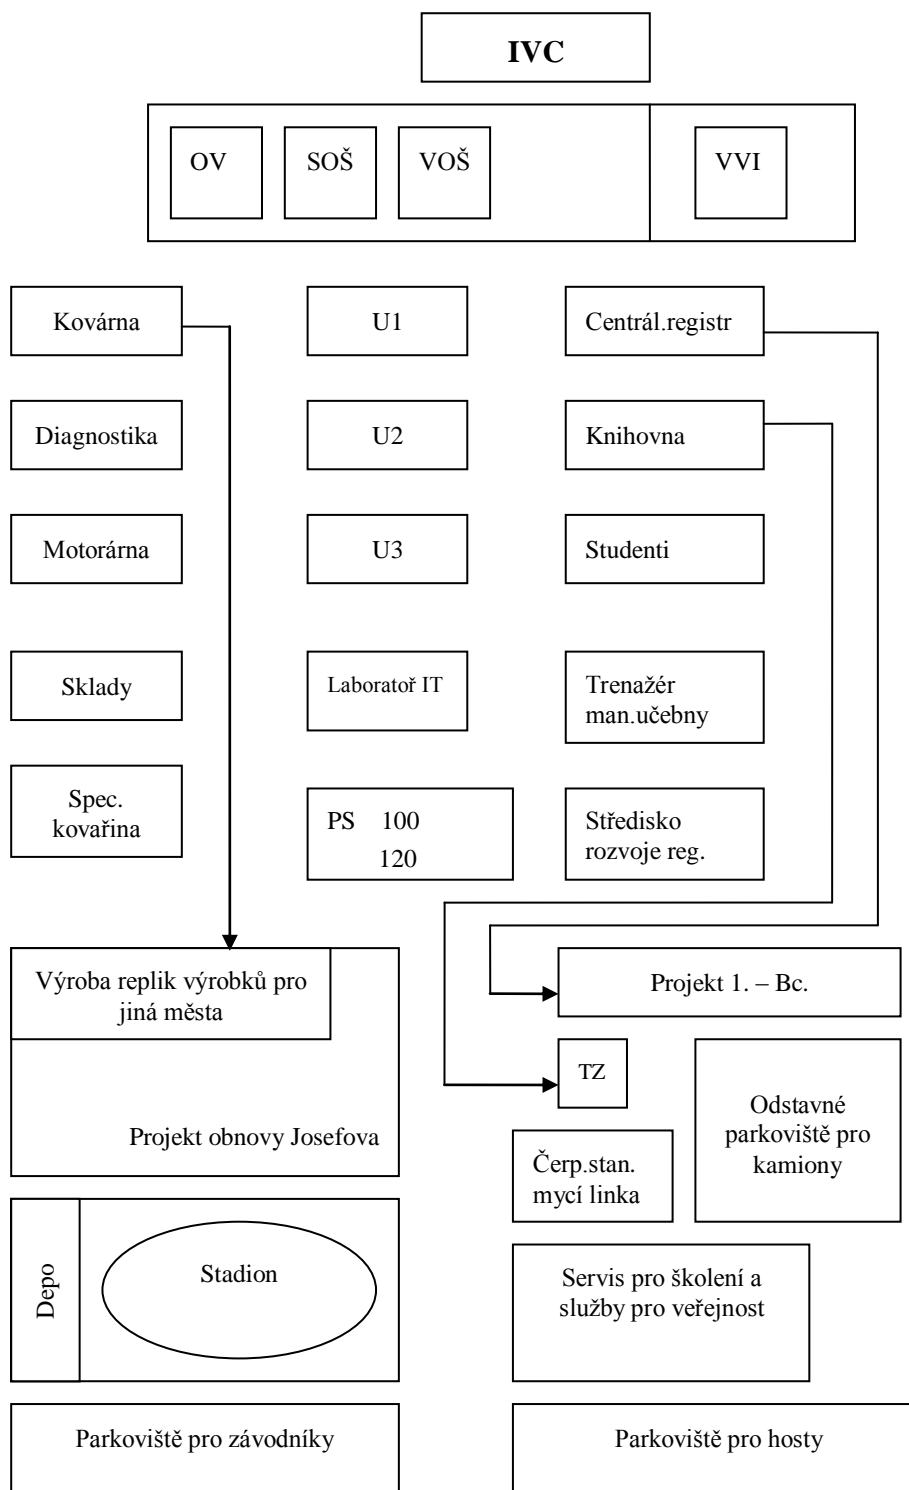 IVC
OV
SOŠ
VOŠ
VVI
Kovárna
U1
Centrál.registr
Diagnostika
U2
Knihovna
Motorárna
U3
Studenti
Sklady
Laboratoř IT
Trenažér
man.učebny
Spec.
kovařina
PS 100
120
Středisko
rozvoje reg.
Výroba replik výrobků pro
jiná města
Projekt obnovy Josefova
Projekt 1. – Bc.
TZ
Odstavné
parkoviště pro
kamiony
Čerp.stan.
mycí linka
Depo
Stadion
Servis pro školení a
služby pro veřejnost
Parkoviště pro závodníky
Parkoviště pro hosty